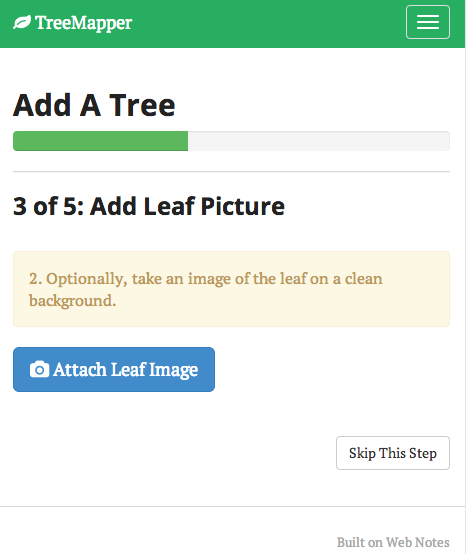 TreeMapper
Add A Tree
3 of 5: Add Leaf Picture
2. Optionally, take an image of the leaf on a clean
background.
Attach Leaf Image
Skip This Step
Built on Web Notes